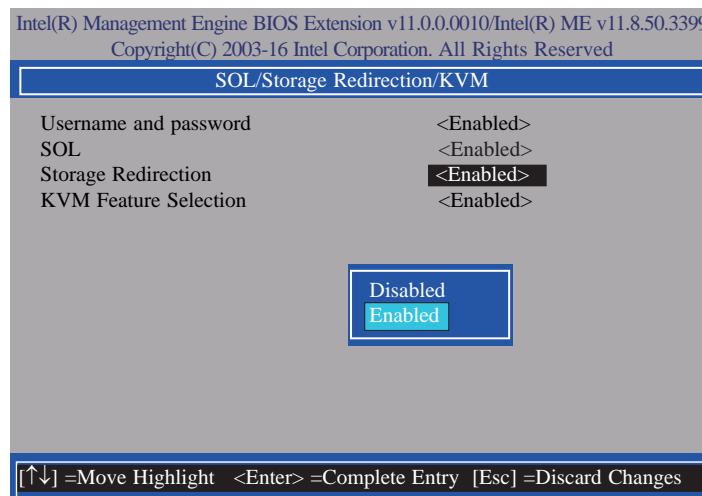 Intel(R) Management Engine BIOS Extension v11.0.0.0010/Intel(R) ME v11.8.50.3399
Copyright(C) 2003-16 Intel Corporation. All Rights Reserved
SOL/Storage Redirection/KVM
Username and password <Enabled>
SOL <Enabled>
Storage Redirection <Enabled>
KVM Feature Selection <Enabled>
Disabled
Enabled
[↑↓] =Move Highlight <Enter> =Complete Entry [Esc] =Discard Changes